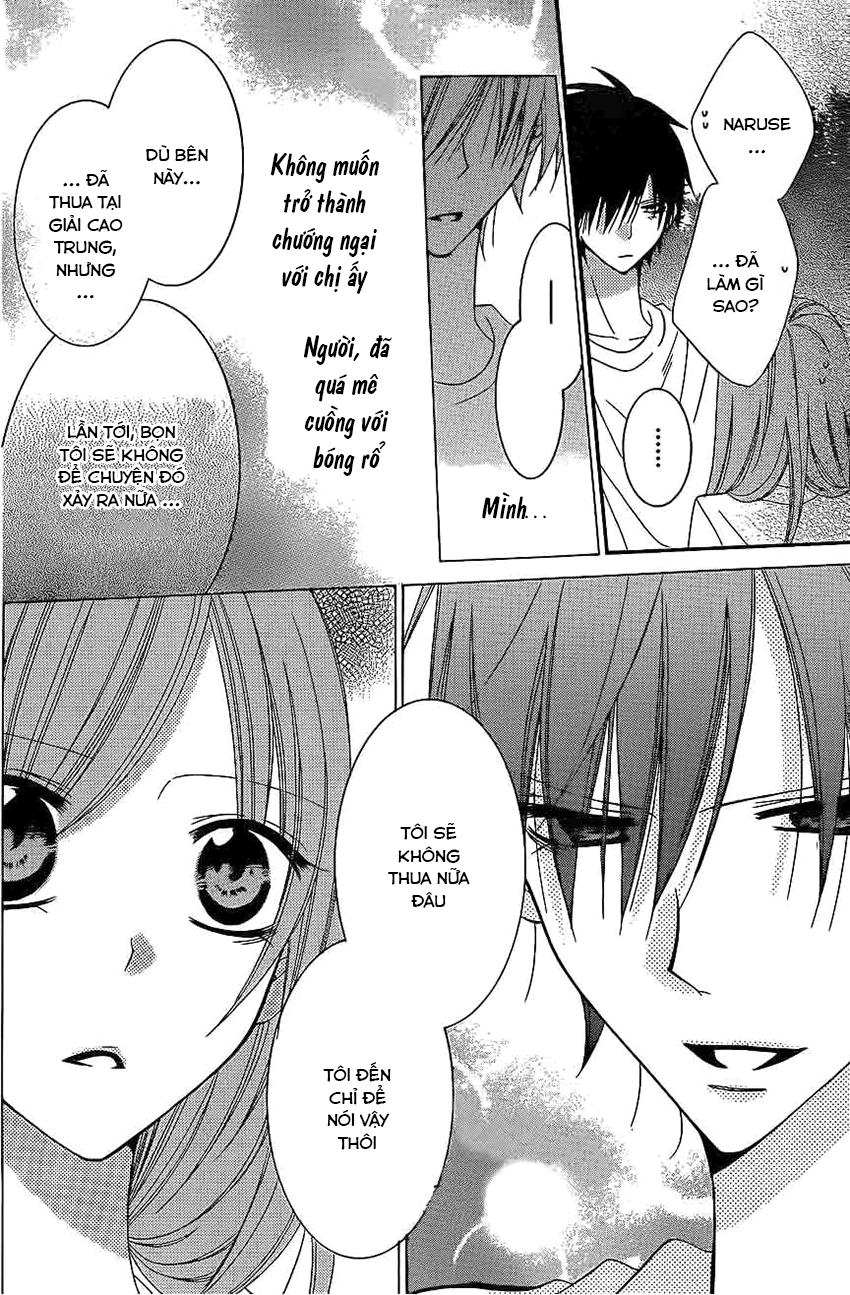 NARUSE
...
... ĐÃ
LÀM GÌ
SAO?
......
Mình...
Không muốn
trở thành
chướng ngại
với chị ấy
Người, đã
quá mê
cuồng với
bóng rổ
DÙ BÊN
NÀY...
... ĐÃ
THUA TẠI
GIẢI CAO
TRUNG,
NHƯNG
...
LẦN TỚI, BỌN
TÔI SẼ KHÔNG
ĐỂ CHUYỆN ĐÓ
XẢY RA NỮA ...
TÔI SẼ
KHÔNG
THUA NỮA
ĐÂU
TÔI ĐẾN
CHỈ ĐỂ
NÓI VẬY
THÔI